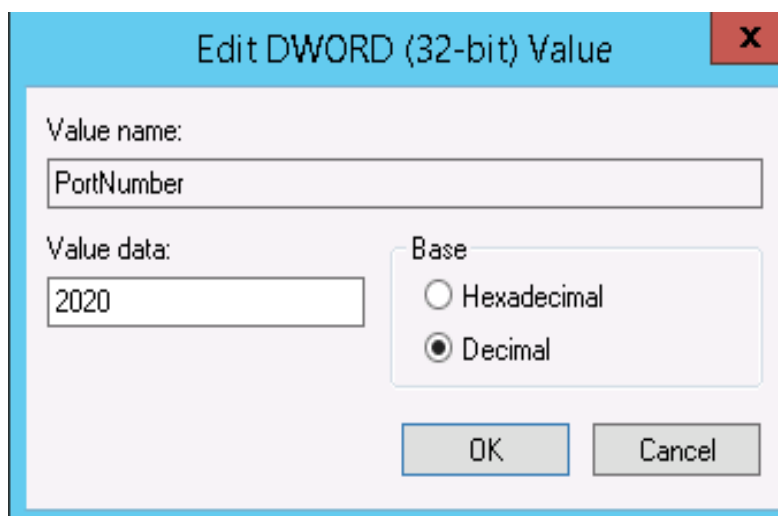 Edit DWORD (32-bit) Value
x
Value name:
PortNumber
Value data:
2020
Base
Hexadecimal
Decimal
OK
Cancel